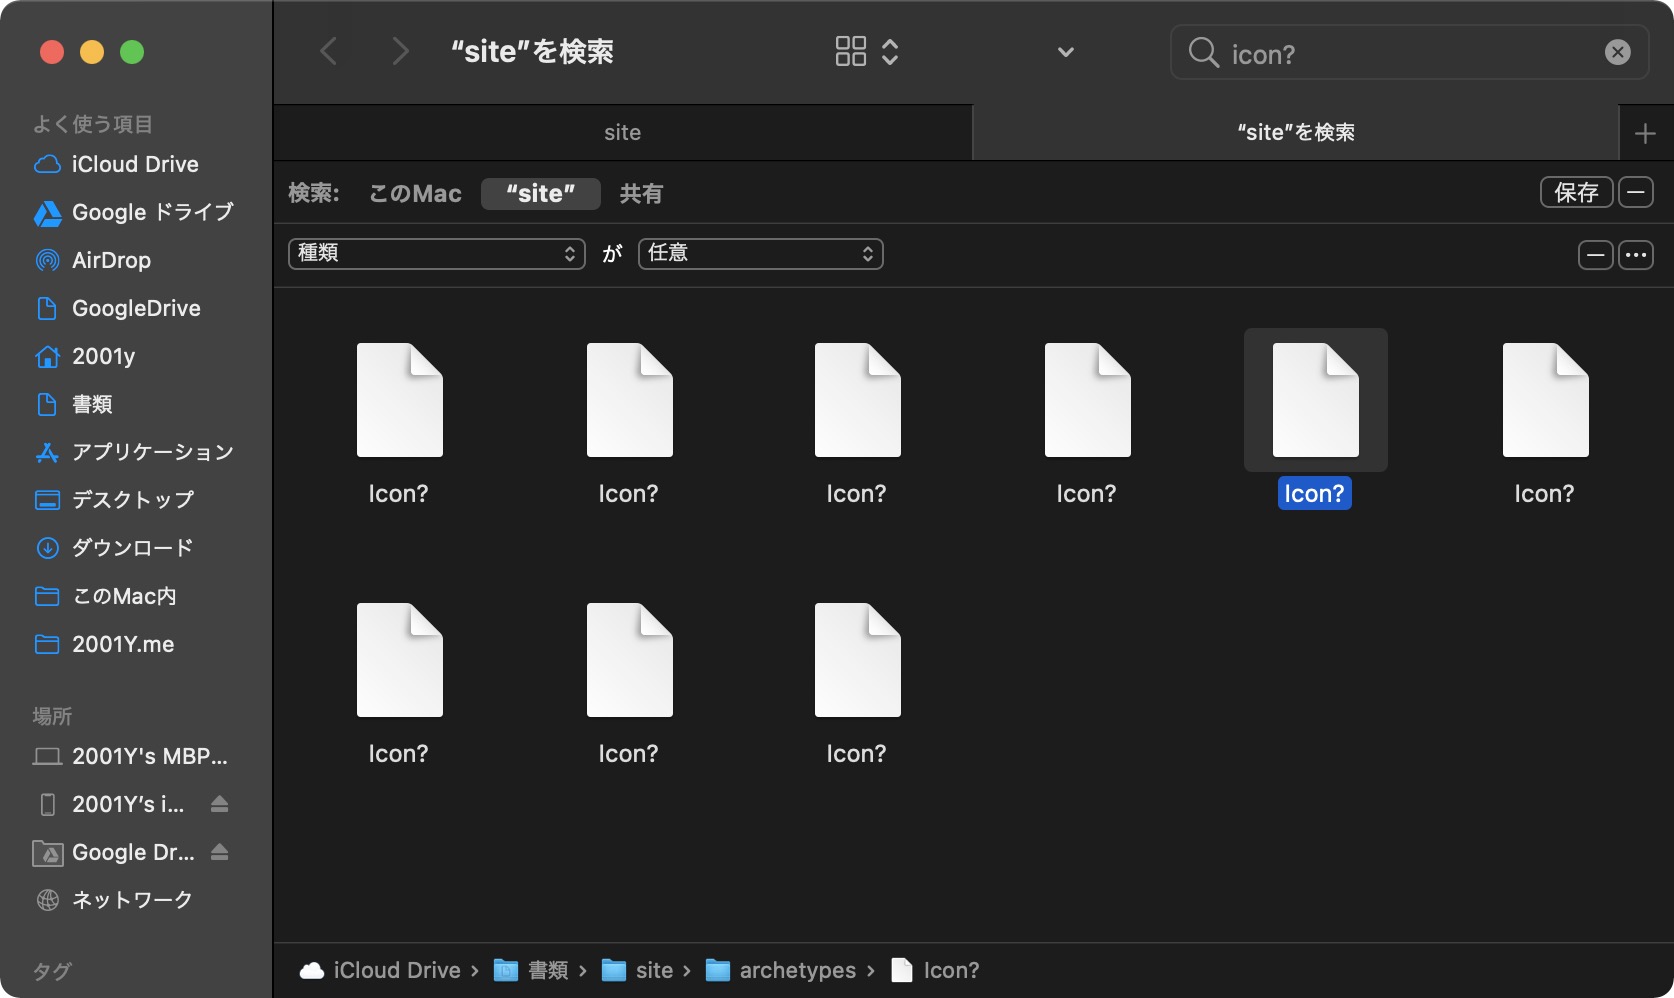 “site”を検索
icon?
よく使う項目
iCloud Drive
Google ドライブ
AirDrop
GoogleDrive
2001y
書類
アプリケーション
デスクトップ
ダウンロード
このMac内
2001Y.me
場所
2001Y's MBP...
2001Y’s i...
Google Dr...
ネットワーク
タグ
site
“site”を検索
検索: このMac “site” 共有
保存
種類 が 任意
Icon? Icon? Icon? Icon? Icon? Icon?
Icon? Icon? Icon?
iCloud Drive › 書類 › site › archetypes › Icon?